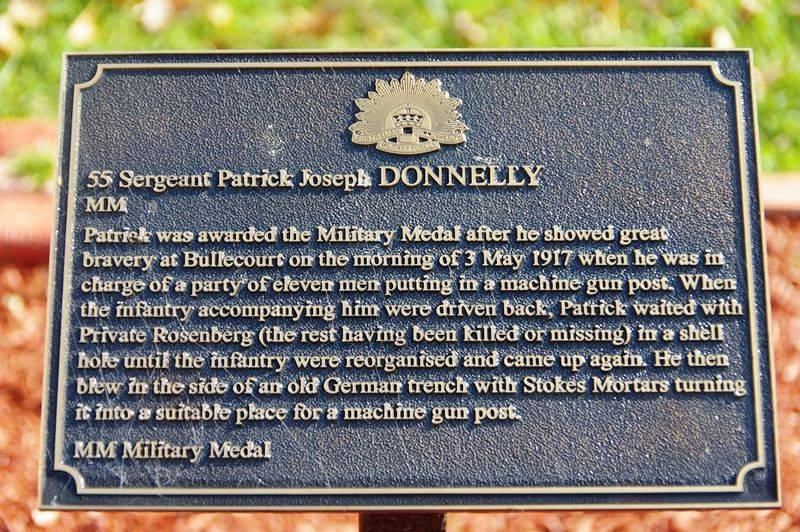 AUSTRALIAN COMMONWEALTH
MILITARY FORCES
55 Sergeant Patrick Joseph DONNELLY
MM
Patrick was awarded the Military Medal after he showed great
bravery at Bullecourt on the morning of 3 May 1917 when he was in
charge of a party of eleven men putting in a machine gun post. When
the infantry accompanying him were driven back, Patrick waited with
Private Rosenberg (the rest having been killed or missing) in a shell
hole until the infantry were reorganised and came up again. He then
blew in the side of an old German trench with Stokes Mortars turning
it into a suitable place for a machine gun post.
MM Military Medal